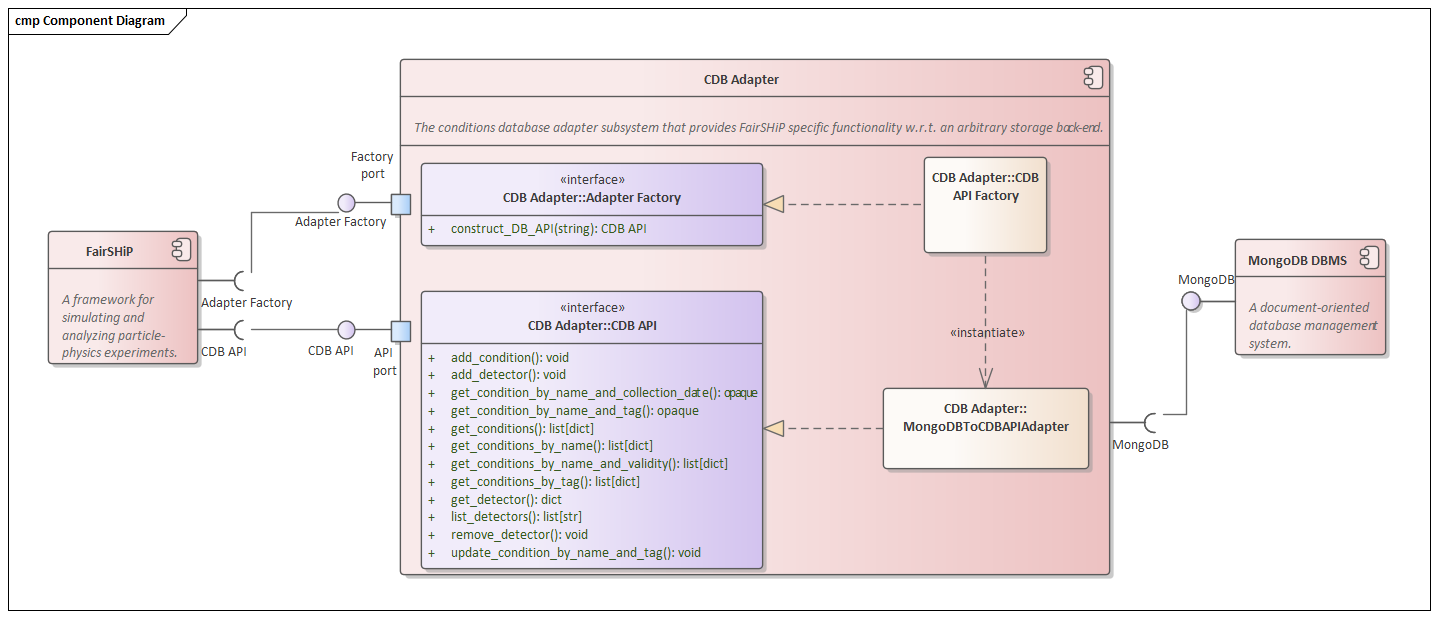 cmp Component Diagram
CDB Adapter
The conditions database adapter subsystem that provides FairSHiP specific functionality w.r.t. an arbitrary storage back-end.
Factory
port
Adapter Factory
«interface»
CDB Adapter::Adapter Factory
+ construct_DB_API(string): CDB API
CDB Adapter::CDB
API Factory
FairSHiP
A framework for
simulating and
analyzing particle-
physics experiments.
Adapter Factory
CDB API
CDB API
API
port
«interface»
CDB Adapter::CDB API
+ add_condition(): void
+ add_detector(): void
+ get_condition_by_name_and_collection_date(): opaque
+ get_condition_by_name_and_tag(): opaque
+ get_conditions(): list[dict]
+ get_conditions_by_name(): list[dict]
+ get_conditions_by_name_and_validity(): list[dict]
+ get_conditions_by_tag(): list[dict]
+ get_detector(): dict
+ list_detectors(): list[str]
+ remove_detector(): void
+ update_condition_by_name_and_tag(): void
«instantiate»
CDB Adapter::
MongoDBToCDBAPIAdapter
MongoDB
MongoDB
MongoDB DBMS
A document-oriented
database management
system.